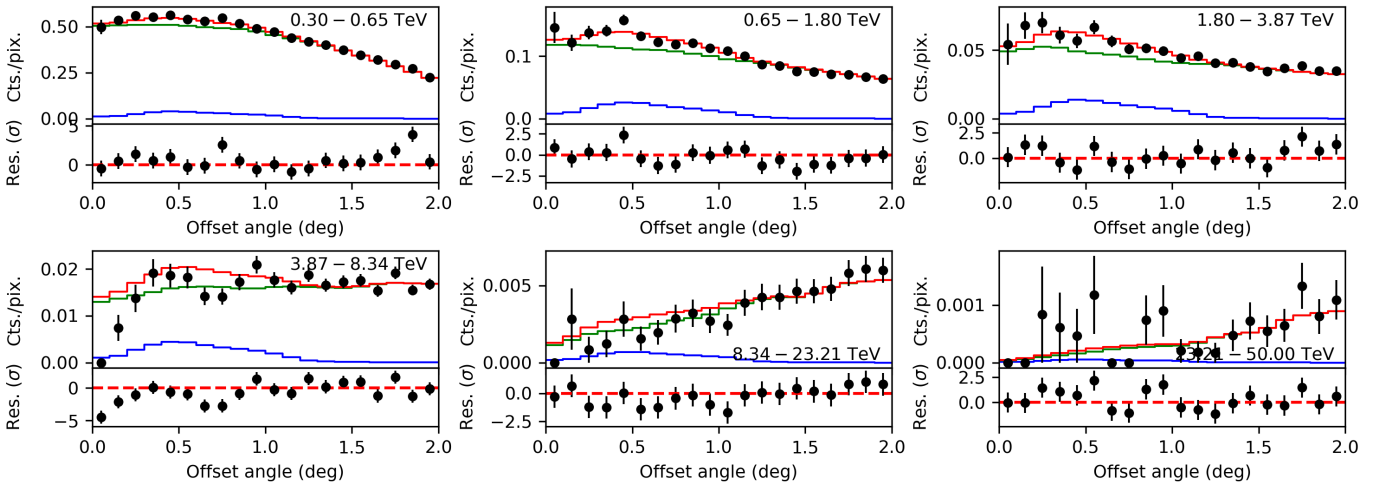 0.30 − 0.65 TeV
0.50
0.25
0.00
Cts./pix.
5
0
Res. (σ)
0.0 0.5 1.0 1.5 2.0
Offset angle (deg)
0.65 − 1.80 TeV
0.1
0.0
Cts./pix.
2.5
0.0
−2.5
Res. (σ)
0.0 0.5 1.0 1.5 2.0
Offset angle (deg)
1.80 − 3.87 TeV
0.05
0.00
Cts./pix.
2.5
0.0
Res. (σ)
0.0 0.5 1.0 1.5 2.0
Offset angle (deg)
3.87 − 8.34 TeV
0.02
0.01
0.00
Cts./pix.
0
−5
Res. (σ)
0.0 0.5 1.0 1.5 2.0
Offset angle (deg)
8.34 − 23.21 TeV
0.005
0.000
Cts./pix.
0.0
−2.5
Res. (σ)
0.0 0.5 1.0 1.5 2.0
Offset angle (deg)
23.21 − 50.00 TeV
0.001
0.000
Cts./pix.
2.5
0.0
Res. (σ)
0.0 0.5 1.0 1.5 2.0
Offset angle (deg)